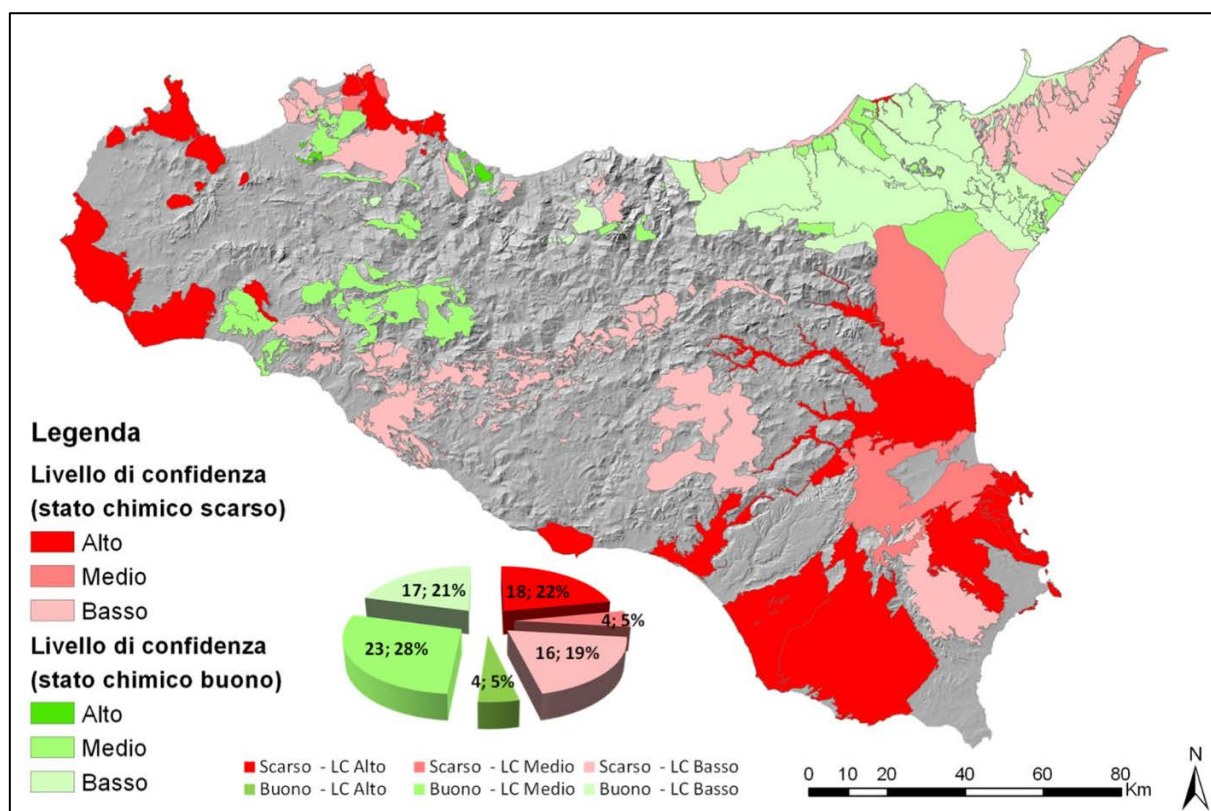 Legenda
Livello di confidenza
(stato chimico scarso)
Alto
Medio
Basso
Livello di confidenza
(stato chimico buono)
Alto
Medio
Basso
17; 21%
18; 22%
4; 5%
23; 28%
16; 19%
4; 5%
Scarso - LC Alto
Scarso - LC Medio
Scarso - LC Basso
Buono - LC Alto
Buono - LC Medio
Buono - LC Basso
0 10 20 40 60 80
Km
N